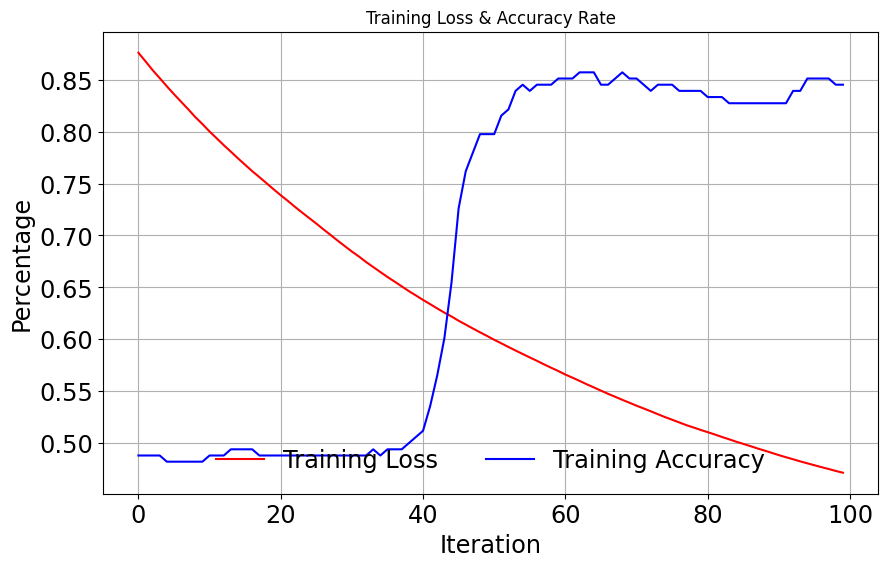 Training Loss & Accuracy Rate
Percentage
0.85
0.80
0.75
0.70
0.65
0.60
0.55
0.50
Training Loss Training Accuracy
0 20 40 60 80 100
Iteration